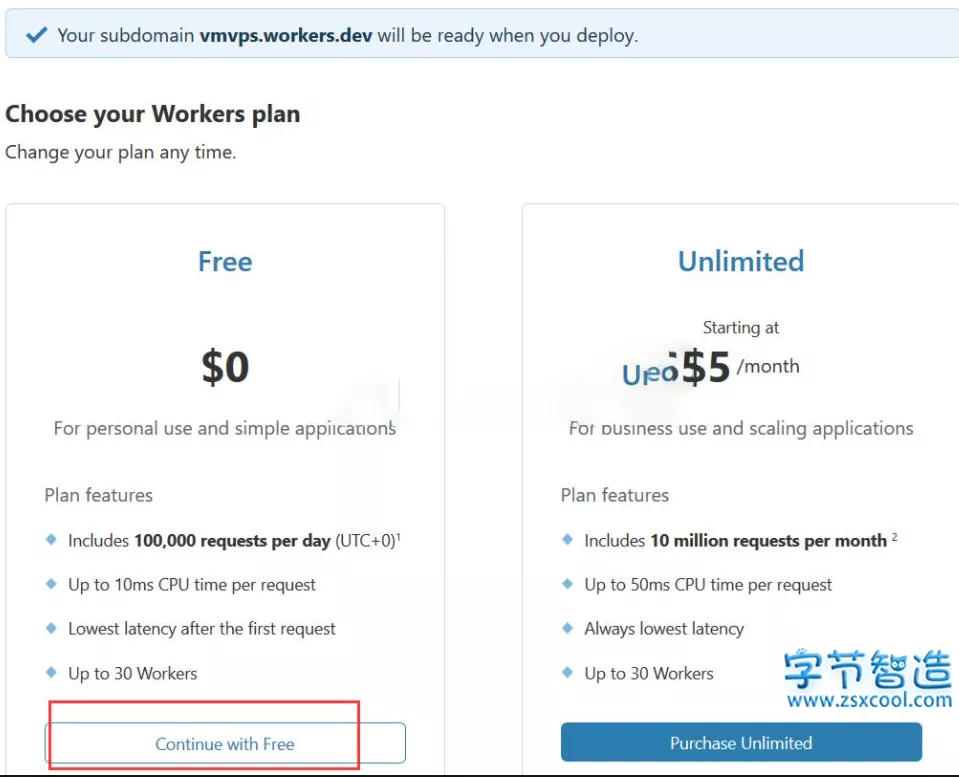 Your subdomain vmvps.workers.dev will be ready when you deploy.
Choose your Workers plan
Change your plan any time.
Free
$0
For personal use and simple applications
Plan features
Includes 100,000 requests per day (UTC+0)¹
Up to 10ms CPU time per request
Lowest latency after the first request
Up to 30 Workers
Continue with Free
Unlimited
Starting at
$5 /month
For business use and scaling applications
Plan features
Includes 10 million requests per month ²
Up to 50ms CPU time per request
Always lowest latency
Up to 30 Workers
Purchase Unlimited
字节智造
www.zsxcool.com